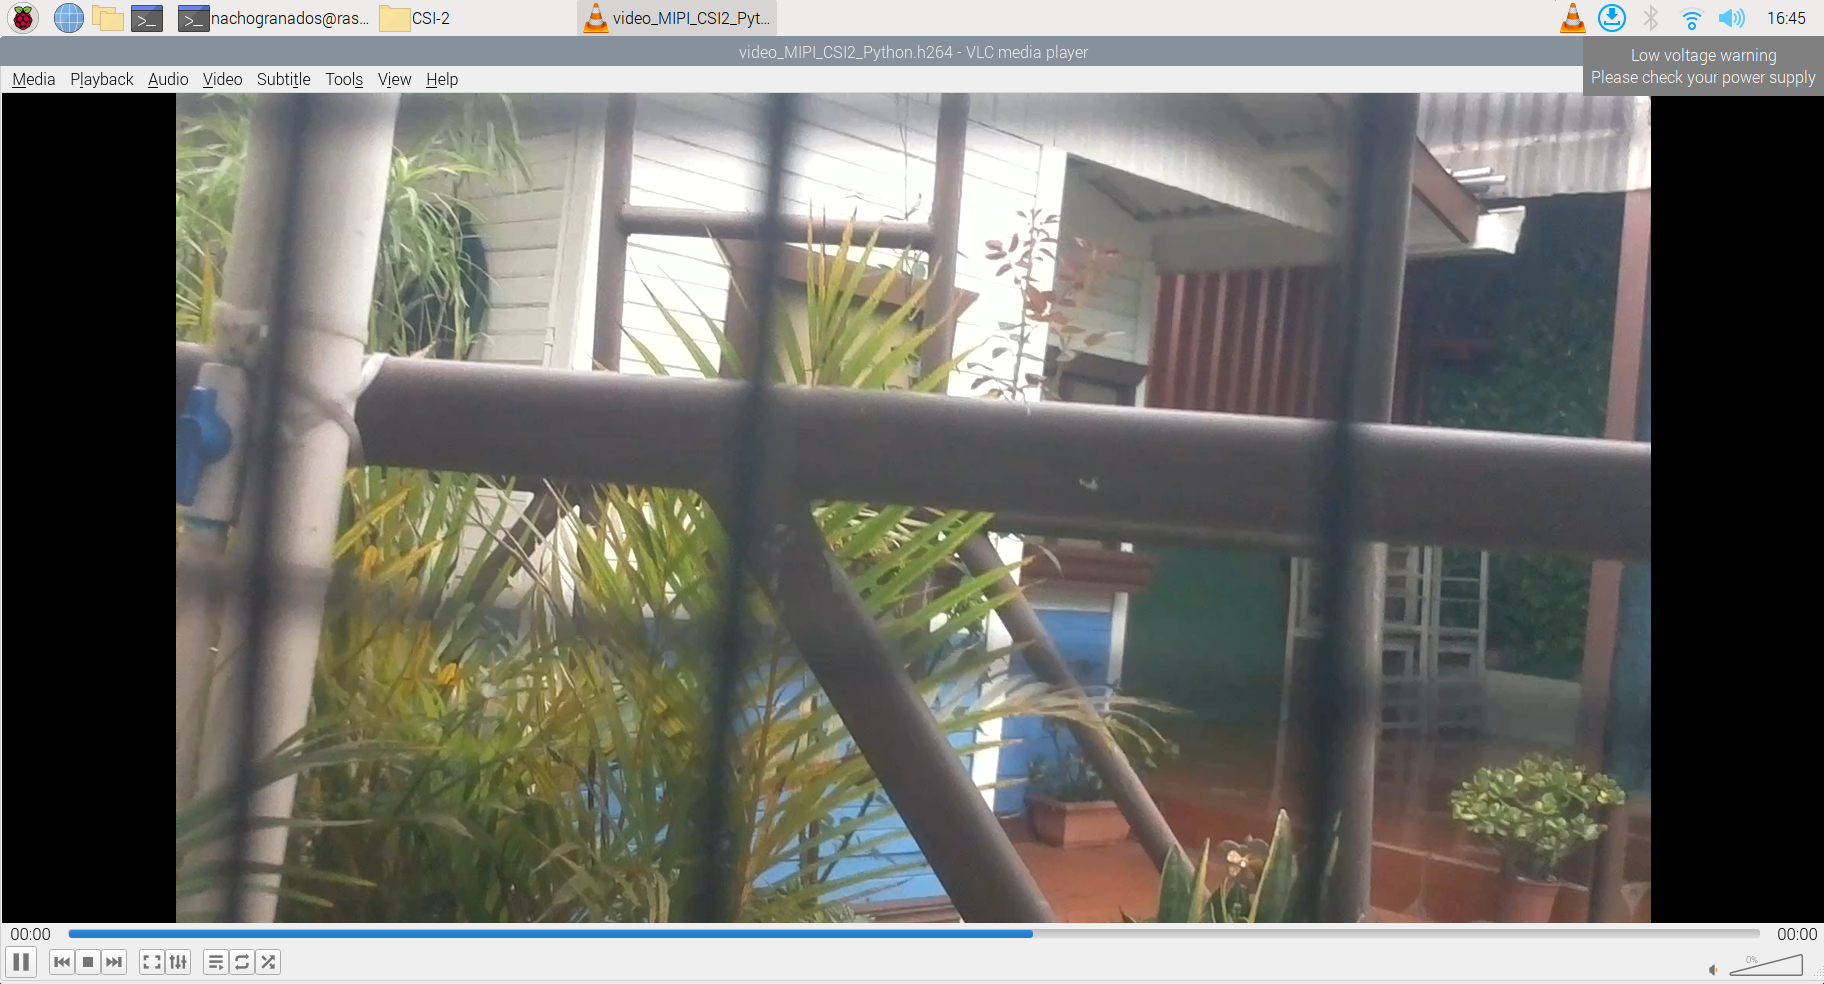 nachogranados@ras...
CSI-2
video_MIPI_CSI2_Pyt...
16:45
video_MIPI_CSI2_Python.h264 - VLC media player
Low voltage warning
Please check your power supply
Media Playback Audio Video Subtitle Tools View Help
00:00
00:00
0%